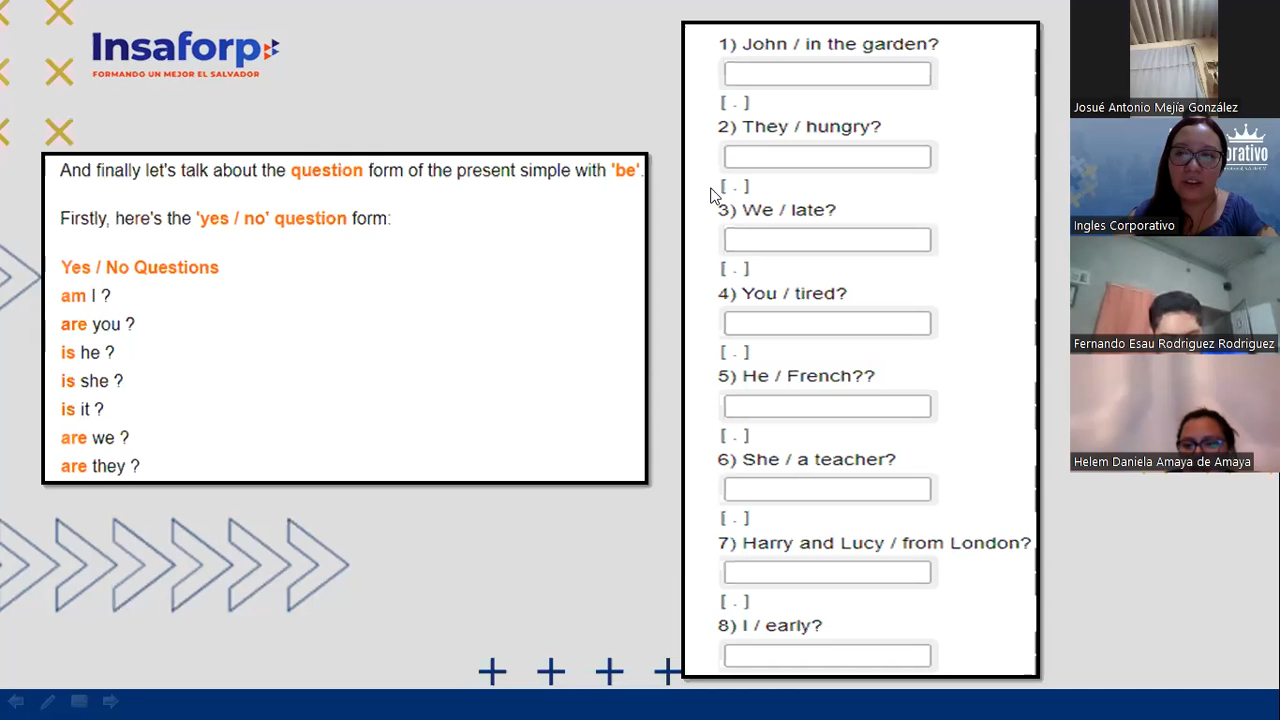 Insaforp
FORMANDO UN MEJOR EL SALVADOR
And finally let's talk about the question form of the present simple with 'be'.
Firstly, here's the 'yes / no' question form:
Yes / No Questions
am I ?
are you ?
is he ?
is she ?
is it ?
are we ?
are they ?
1) John / in the garden?
[ . ]
2) They / hungry?
[ . ]
3) We / late?
[ . ]
4) You / tired?
[ . ]
5) He / French??
[ . ]
6) She / a teacher?
[ . ]
7) Harry and Lucy / from London?
[ . ]
8) I / early?
Josué Antonio Mejía González
orativo
Ingles Corporativo
Fernando Esau Rodriguez Rodriguez
Helem Daniela Amaya de Amaya